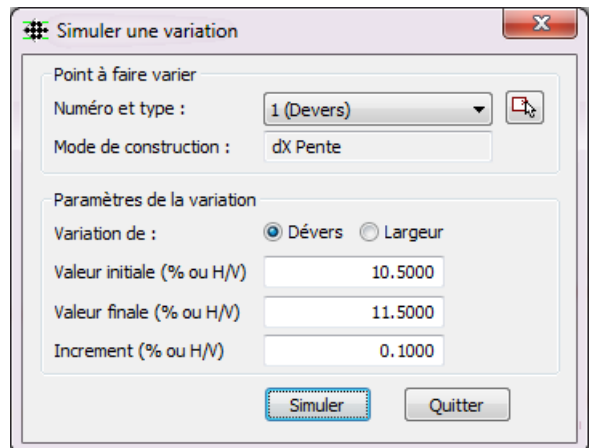 Simuler une variation
Point à faire varier
Numéro et type : 1 (Devers)
Mode de construction : dX Pente
Paramètres de la variation
Variation de : Dévers Largeur
Valeur initiale (% ou H/V) 10.5000
Valeur finale (% ou H/V) 11.5000
Increment (% ou H/V) 0.1000
Simuler Quitter